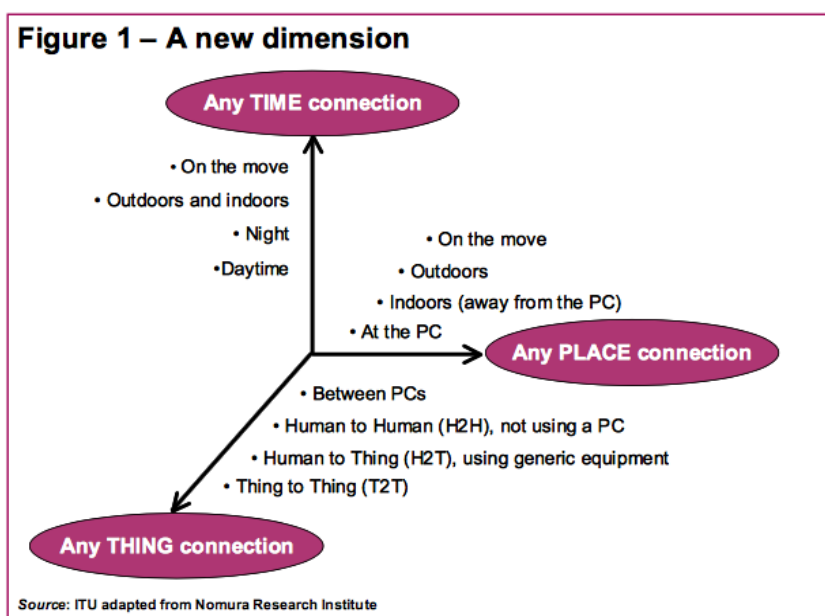 Figure 1 – A new dimension
Any TIME connection
• On the move
• Outdoors and indoors
• Night
•Daytime
• On the move
• Outdoors
• Indoors (away from the PC)
• At the PC
Any PLACE connection
• Between PCs
• Human to Human (H2H), not using a PC
• Human to Thing (H2T), using generic equipment
• Thing to Thing (T2T)
Any THING connection
Source: ITU adapted from Nomura Research Institute